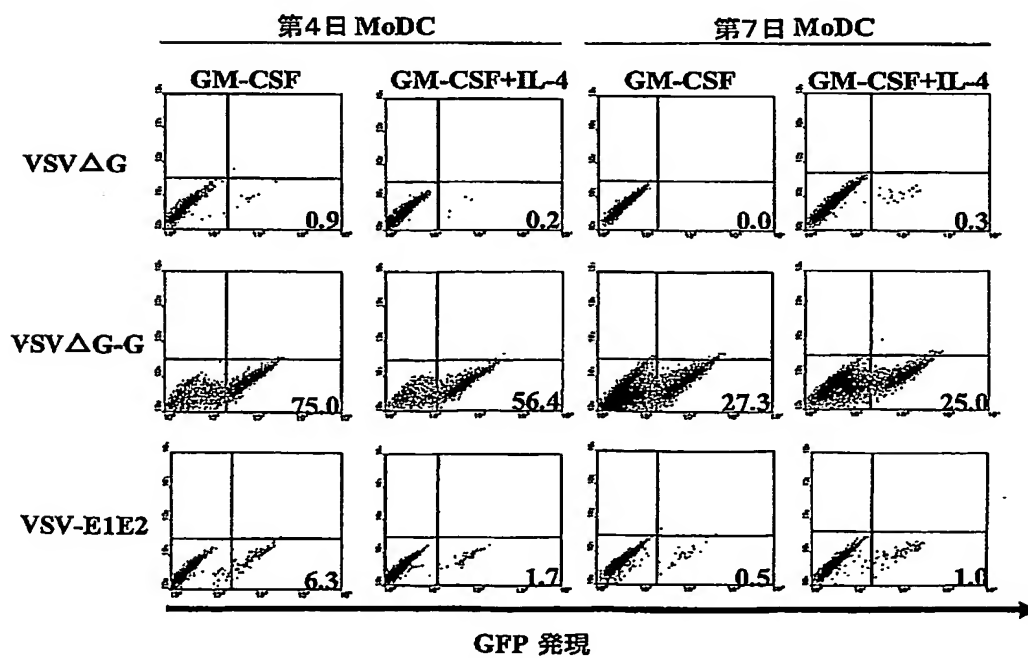 第4日 MoDC 第7日 MoDC
GM-CSF GM-CSF+IL-4 GM-CSF GM-CSF+IL-4
VSV△G 0.9 0.2 0.0 0.3
VSV△G-G 75.0 56.4 27.3 25.0
VSV-E1E2 6.3 1.7 0.5 1.0
GFP 発現